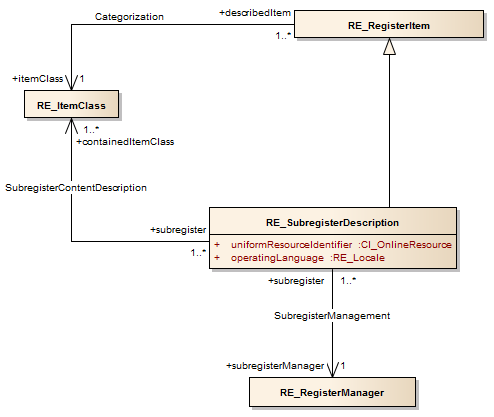 Categorization
+describedItem
RE_RegisterItem
1..*
+itemClass
1
RE_ItemClass
1..*
+containedItemClass
SubregisterContentDescription
+subregister
1..*
RE_SubregisterDescription
+ uniformResourceIdentifier :CI_OnlineResource
+ operatingLanguage :RE_Locale
+subregister
1..*
SubregisterManagement
+subregisterManager
1
RE_RegisterManager